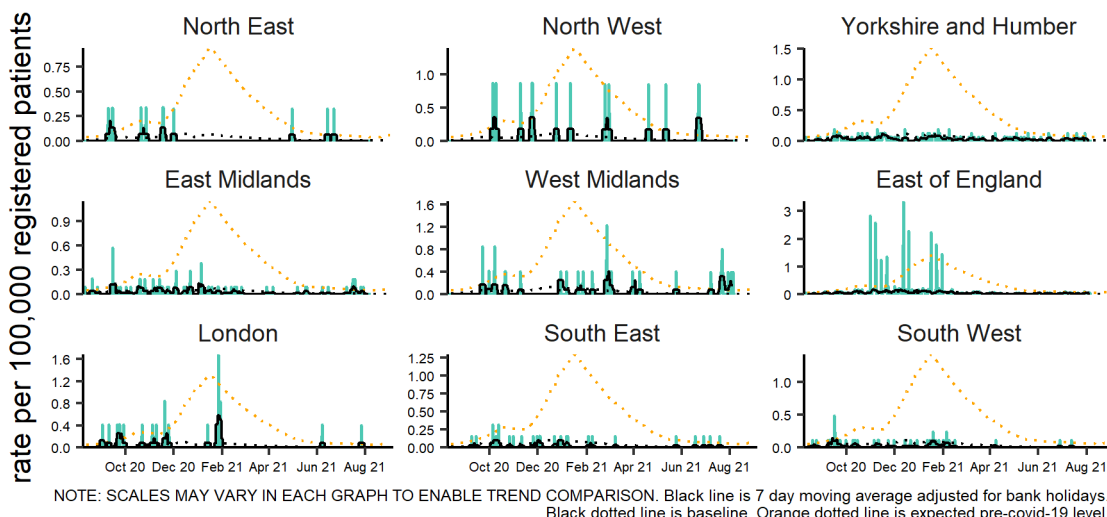 rate per 100,000 registered patients
North East
North West
Yorkshire and Humber
0.75
0.50
0.25
0.00
1.0
0.5
0.0
1.5
1.0
0.5
0.0
East Midlands
West Midlands
East of England
0.9
0.6
0.3
0.0
1.6
1.2
0.8
0.4
0.0
3
2
1
0
London
South East
South West
1.6
1.2
0.8
0.4
0.0
1.25
1.00
0.75
0.50
0.25
0.00
1.0
0.5
0.0
Oct 20 Dec 20 Feb 21 Apr 21 Jun 21 Aug 21
Oct 20 Dec 20 Feb 21 Apr 21 Jun 21 Aug 21
Oct 20 Dec 20 Feb 21 Apr 21 Jun 21 Aug 21
NOTE: SCALES MAY VARY IN EACH GRAPH TO ENABLE TREND COMPARISON. Black line is 7 day moving average adjusted for bank holidays.
Black dotted line is baseline. Orange dotted line is expected pre-covid-19 level